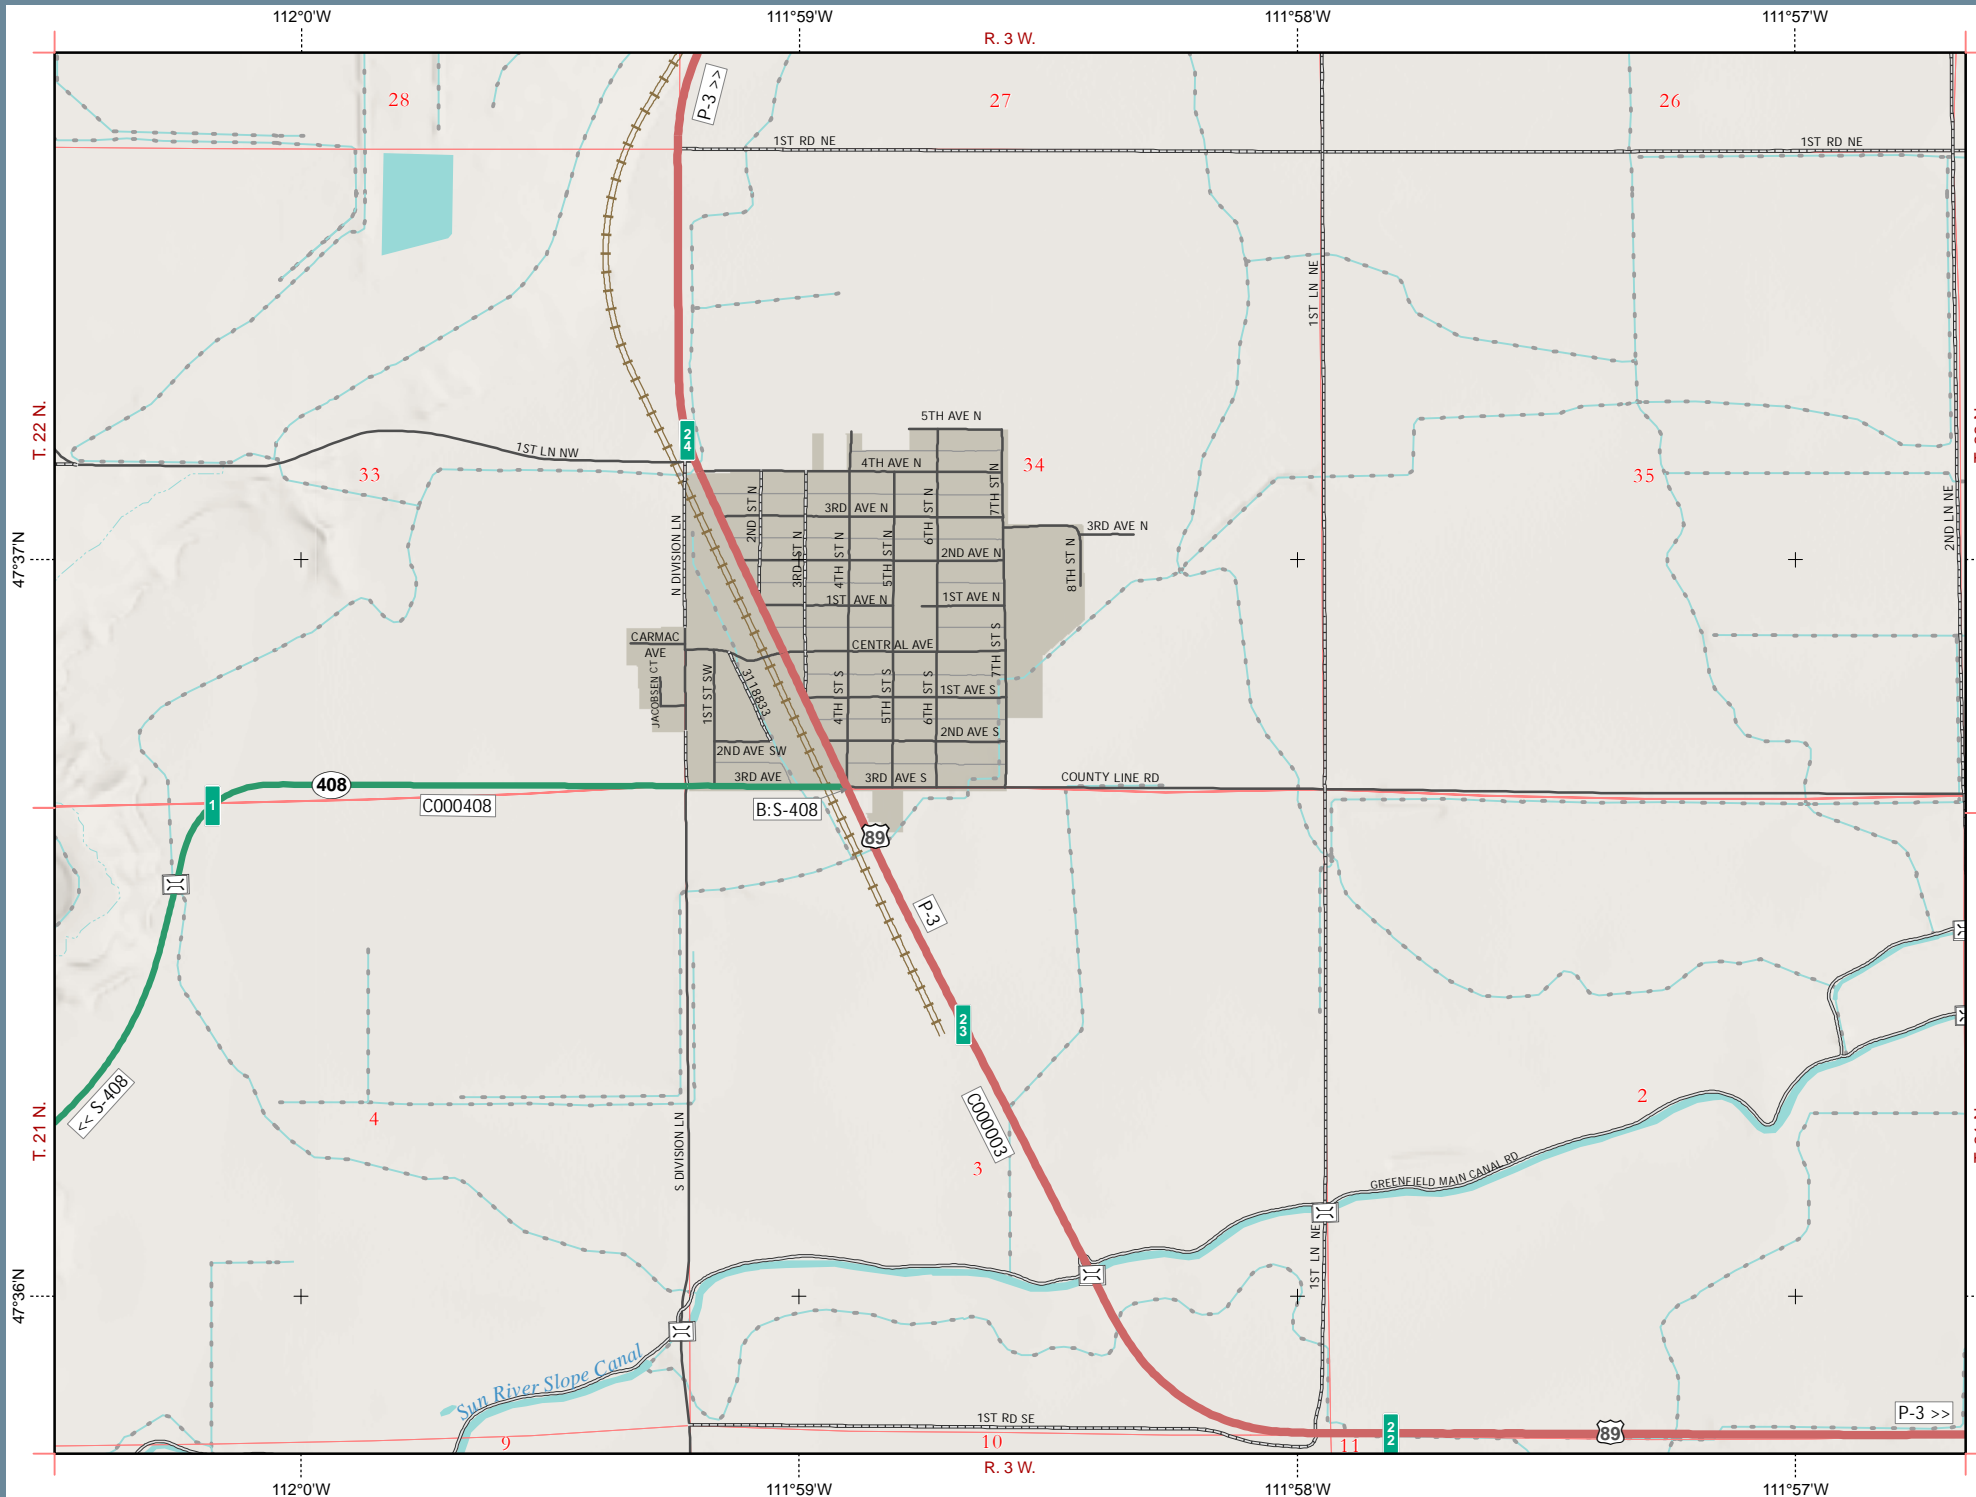 112°0'W
111°59'W
111°58'W
111°57'W
R. 3 W.
P-3 >>
28
27
26
1ST RD NE
1ST RD NE
1ST LN NE
T. 22 N.
24
5TH AVE N
1ST LN NW
4TH AVE N
33
34
35
7TH ST N
2ND ST N
6TH ST N
3RD AVE N
3RD AVE N
2ND LN NE
N DIVISION N
3RD ST N
4TH ST N
5TH ST N
2ND AVE N
8TH ST N
47°37'N
1ST AVE N
1ST AVE N
CARMAC
AVE
CENTRAL AVE
7TH ST S
JACOBSEN CT
1ST ST SW
3118833
4TH ST S
5TH ST S
6TH ST S
1ST AVE S
2ND AVE S
2ND AVE SW
3RD AVE
3RD AVE S
COUNTY LINE RD
408
1
C000408
B:S-408
89
P-3
23
<< S-408
T. 21 N.
4
C000003
2
3
S DIVISION LN
GREENFIELD MAIN CANAL RD
1ST LN NE
47°36'N
Sun River Slope Canal
1ST RD SE
P-3 >>
22
89
9
10
11
R. 3 W.
112°0'W
111°59'W
111°58'W
111°57'W